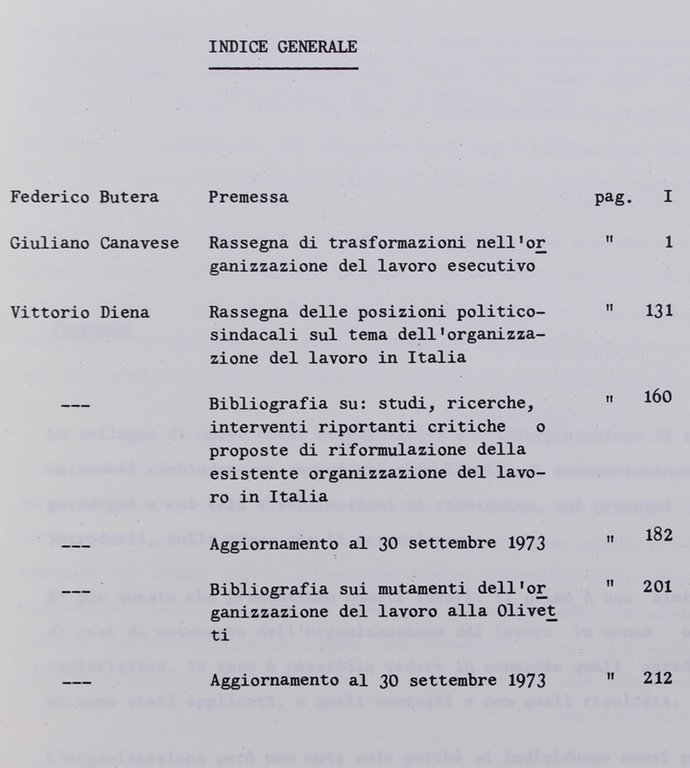 INDICE GENERALE
Federico Butera Premessa pag. I
Giuliano Canavese Rassegna di trasformazioni nell'or " 1
ganizzazione del lavoro esecutivo
Vittorio Diena Rassegna delle posizioni politico- " 131
sindacali sul tema dell'organizza-
zione del lavoro in Italia
--- Bibliografia su: studi, ricerche, " 160
interventi riportanti critiche o
proposte di riformulazione della
esistente organizzazione del lavo-
ro in Italia
--- Aggiornamento al 30 settembre 1973 " 182
--- Bibliografia sui mutamenti dell'or " 201
ganizzazione del lavoro alla Olivet
ti
--- Aggiornamento al 30 settembre 1973 " 212